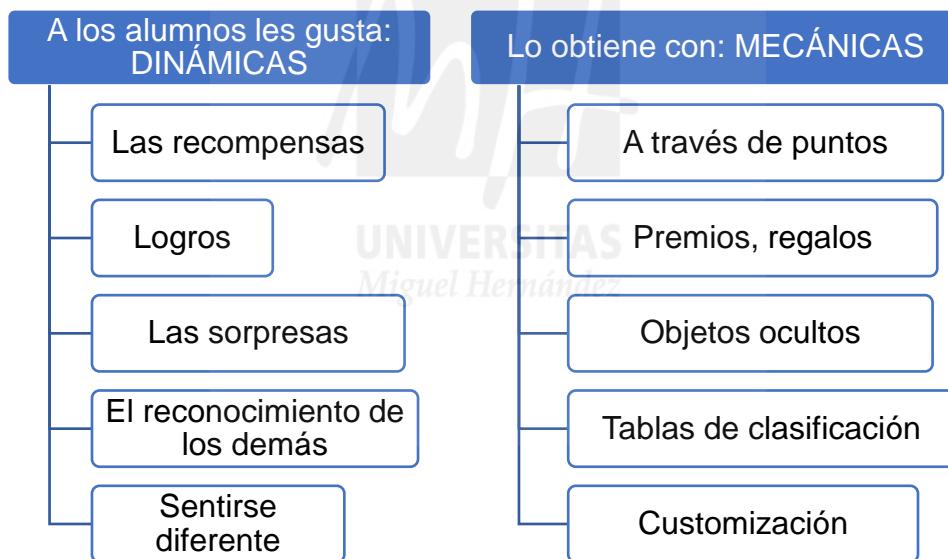 A los alumnos les gusta:
DINÁMICAS
Las recompensas
Logros
Las sorpresas
El reconocimiento de
los demás
Sentirse
diferente
Lo obtiene con: MECÁNICAS
A través de puntos
Premios, regalos
Objetos ocultos
Tablas de clasificación
Customización
UNIVERSITAS
Miguel Hernández